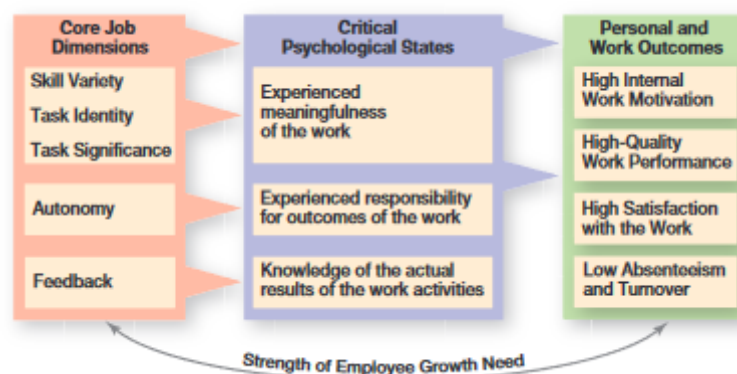 Core Job
Dimensions
Skill Variety
Task Identity
Task Significance
Autonomy
Feedback
Critical
Psychological States
Experienced
meaningfulness
of the work
Experienced responsibility
for outcomes of the work
Knowledge of the actual
results of the work activities
Personal and
Work Outcomes
High Internal
Work Motivation
High-Quality
Work Performance
High Satisfaction
with the Work
Low Absenteeism
and Turnover
Strength of Employee Growth Need